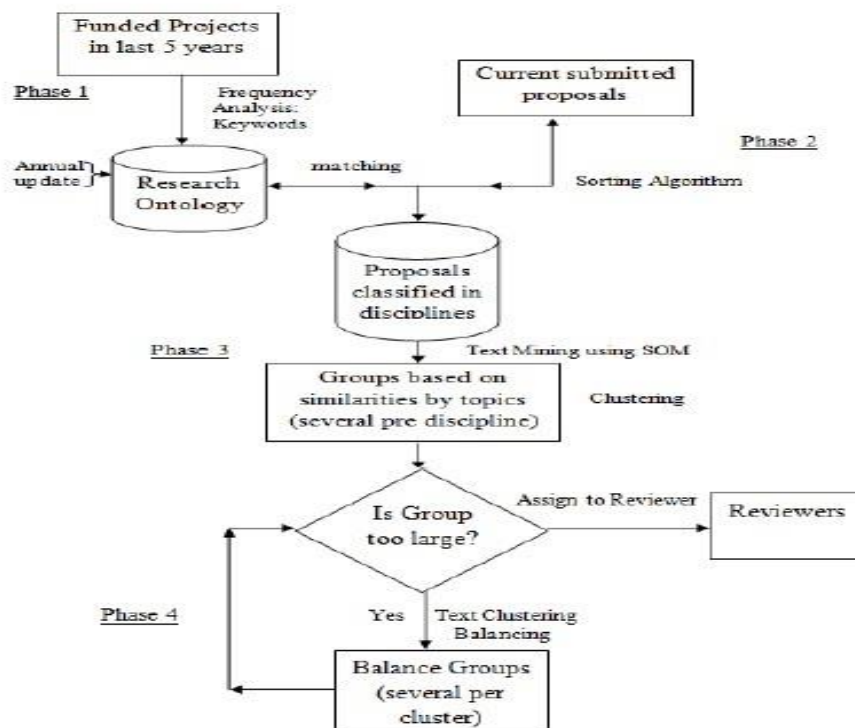 Funded Projects
in last 5 years
Phase 1
Frequency
Analysis:
Keywords
Current submitted
proposals
Phase 2
Annual
update
Research
Ontology
matching
Sorting Algorithm
Proposals
classified in
disciplines
Phase 3
Text Mining using SOM
Groups based on
similarities by topics
(several pre discipline)
Clustering
Is Group
too large?
Assign to Reviewer
Reviewers
Phase 4
Yes
Text Clustering
Balancing
Balance Groups
(several per
cluster)